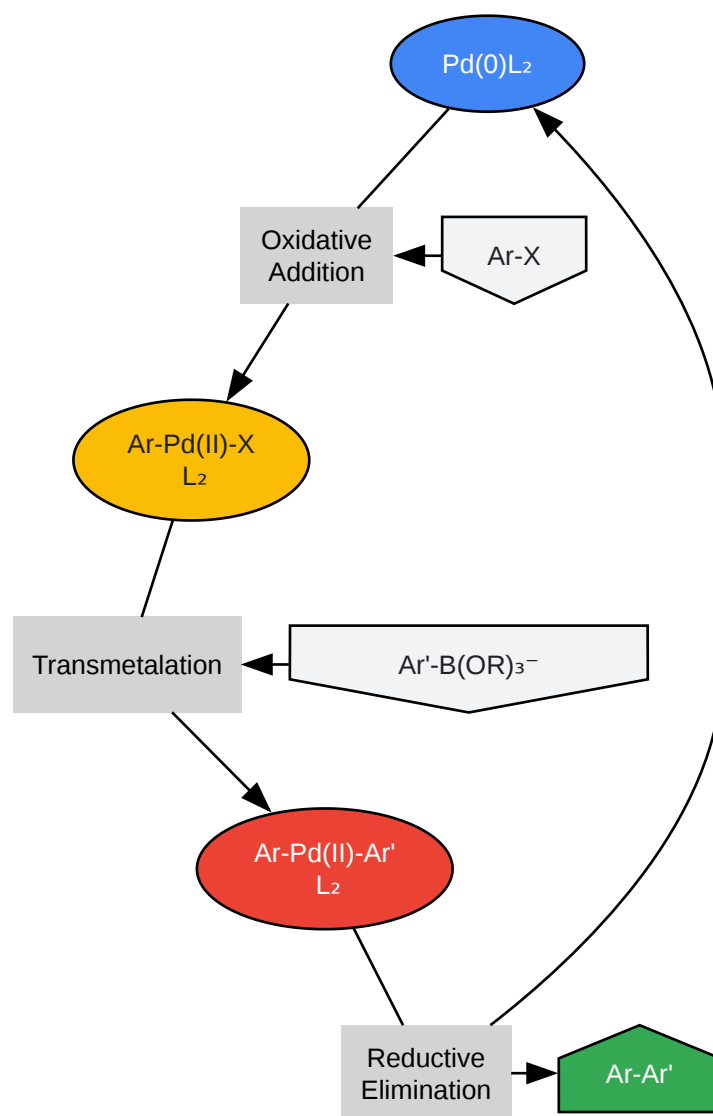 Pd(0)L₂
Oxidative
Addition
Ar-X
Ar-Pd(II)-X
L₂
Transmetalation
Ar'-B(OR)₃⁻
Ar-Pd(II)-Ar'
L₂
Reductive
Elimination
Ar-Ar'